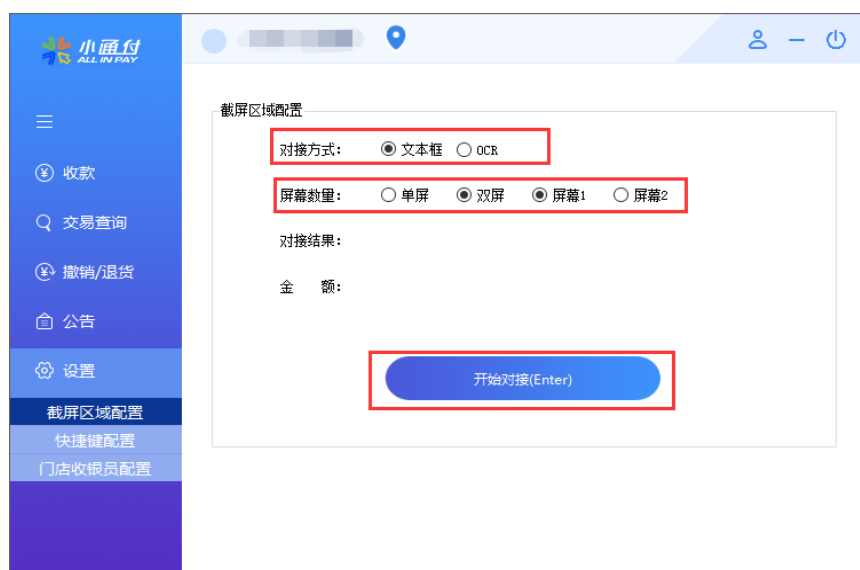 小通付
ALL IN PAY
收款
交易查询
撤销/退货
公告
设置
截屏区域配置
快捷键配置
门店收银员配置
截屏区域配置
对接方式： 文本框 OCR
屏幕数量： 单屏 双屏 屏幕1 屏幕2
对接结果：
金 额：
开始对接(Enter)